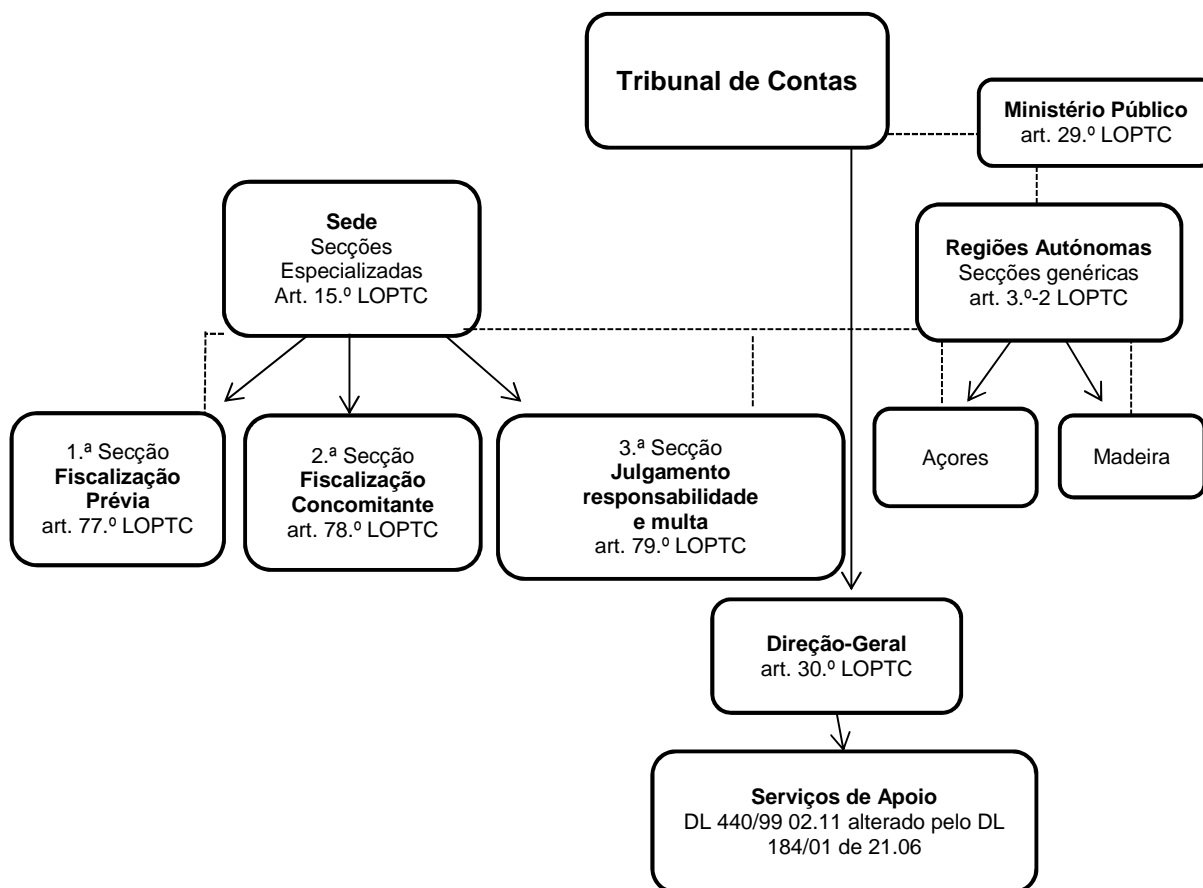 Tribunal de Contas
Ministério Público
art. 29.º LOPTC
Sede
Secções
Especializadas
Art. 15.º LOPTC
Regiões Autónomas
Secções genéricas
art. 3.º-2 LOPTC
1.ª Secção
Fiscalização
Prévia
art. 77.º LOPTC
2.ª Secção
Fiscalização
Concomitante
art. 78.º LOPTC
3.ª Secção
Julgamento
responsabilidade
e multa
art. 79.º LOPTC
Açores
Madeira
Direção-Geral
art. 30.º LOPTC
Serviços de Apoio
DL 440/99 02.11 alterado pelo DL
184/01 de 21.06